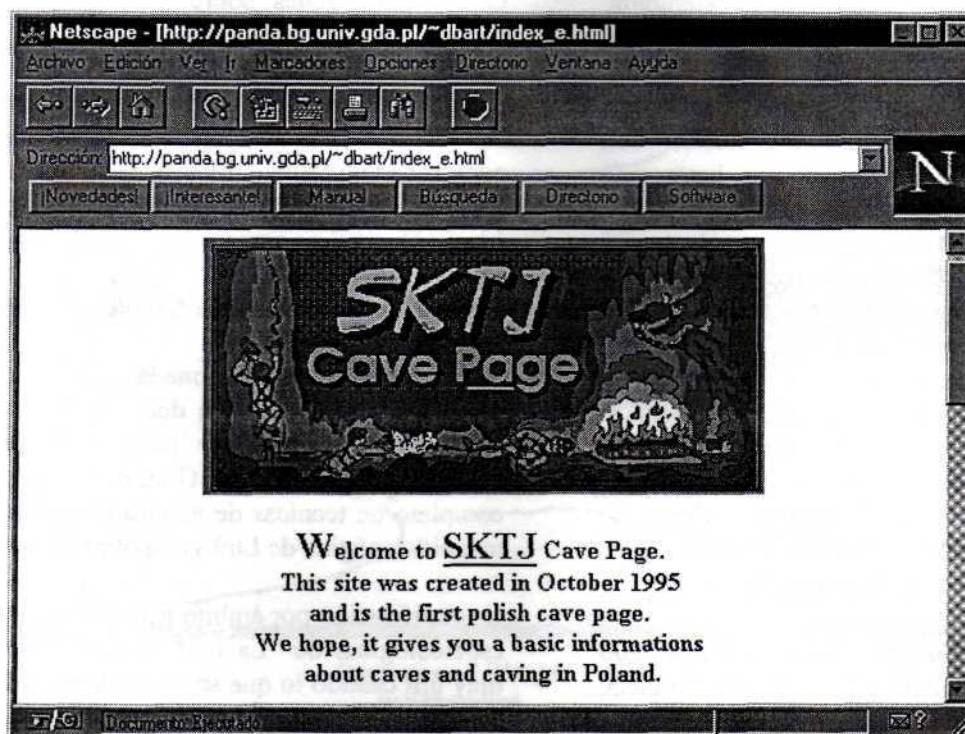 Netscape - [http://panda.bg.univ.gda.pl/~dbart/index_e.html]
Archivo Edición Ver Ir Marcadores Opciones Directorio Ventana Ayuda
Dirección: http://panda.bg.univ.gda.pl/~dbart/index_e.html
N
¡Novedades! ¡Interesante! Manual Búsqueda Directorio Software
SKTJ
Cave Page
Welcome to SKTJ Cave Page.
This site was created in October 1995
and is the first polish cave page.
We hope, it gives you a basic informations
about caves and caving in Poland.
Documento: Ejecutado